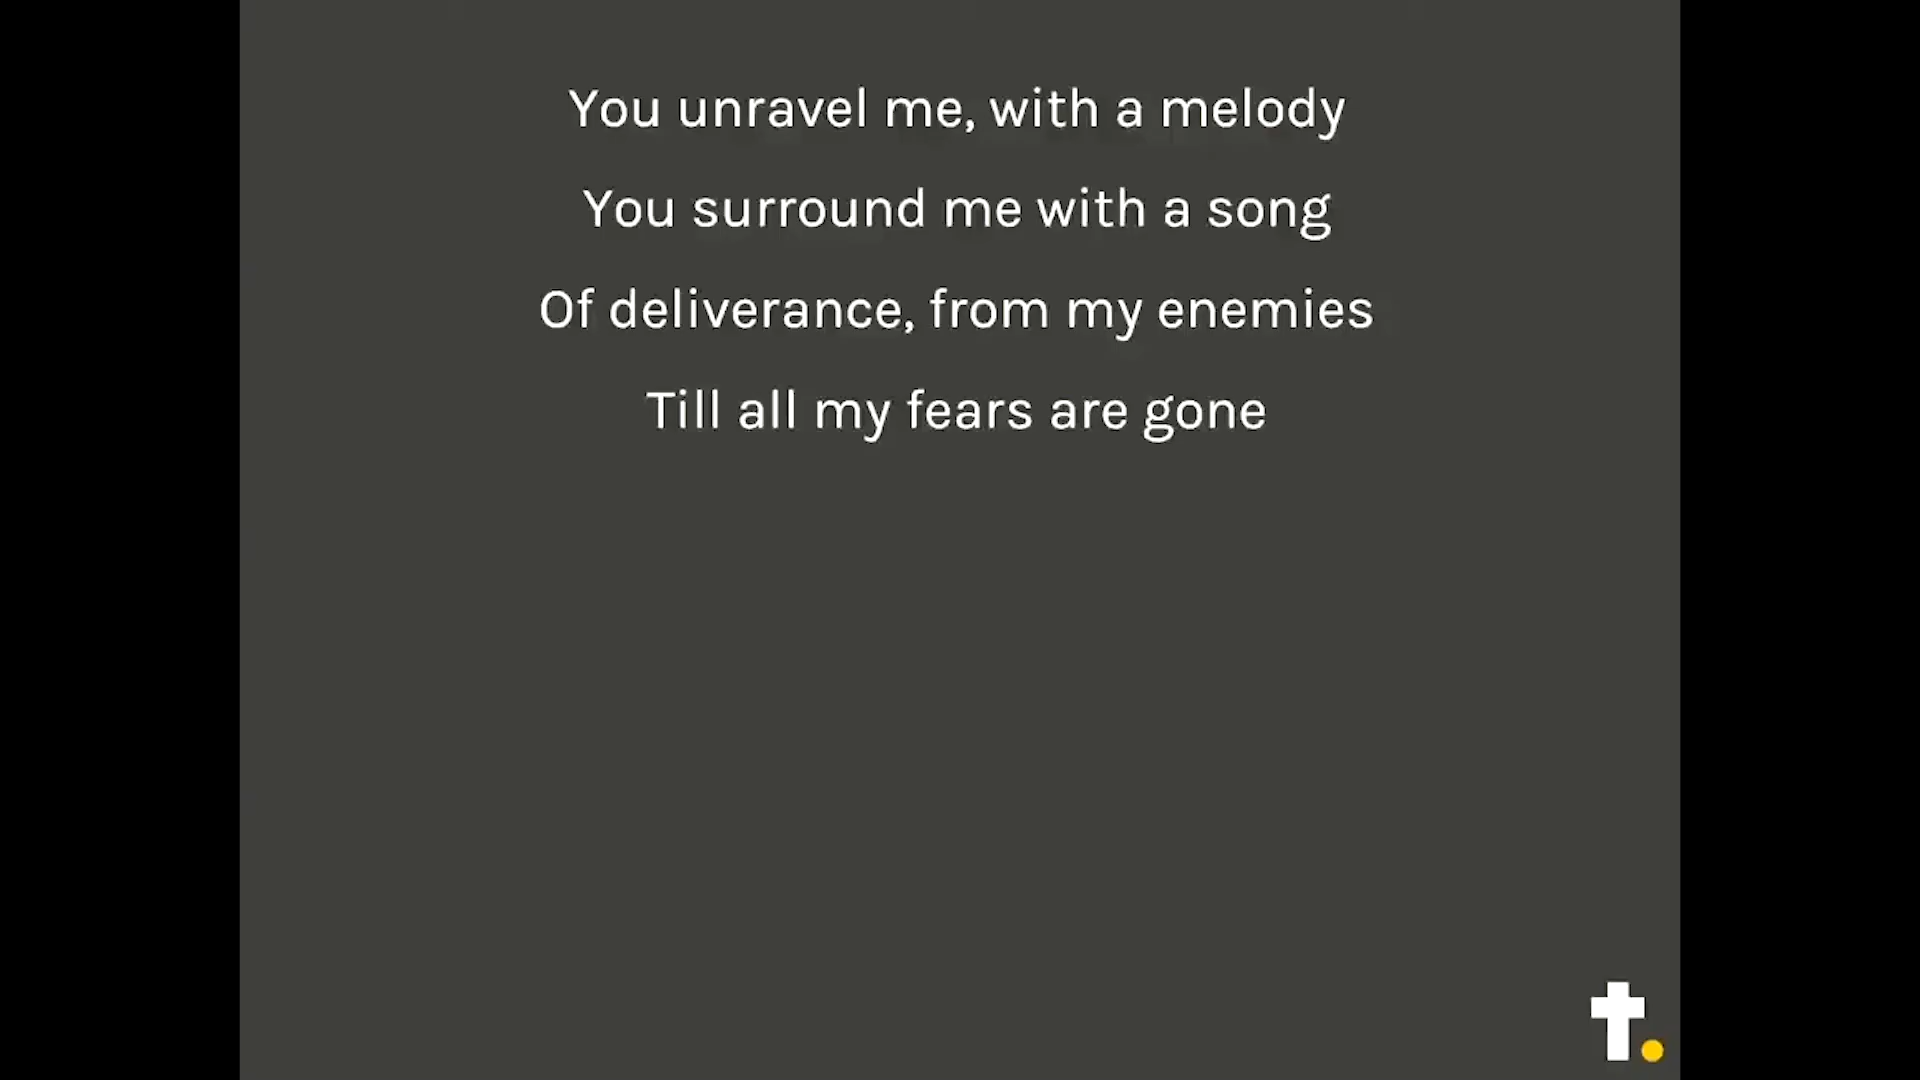 You unravel me, with a melody
You surround me with a song
Of deliverance, from my enemies
Till all my fears are gone